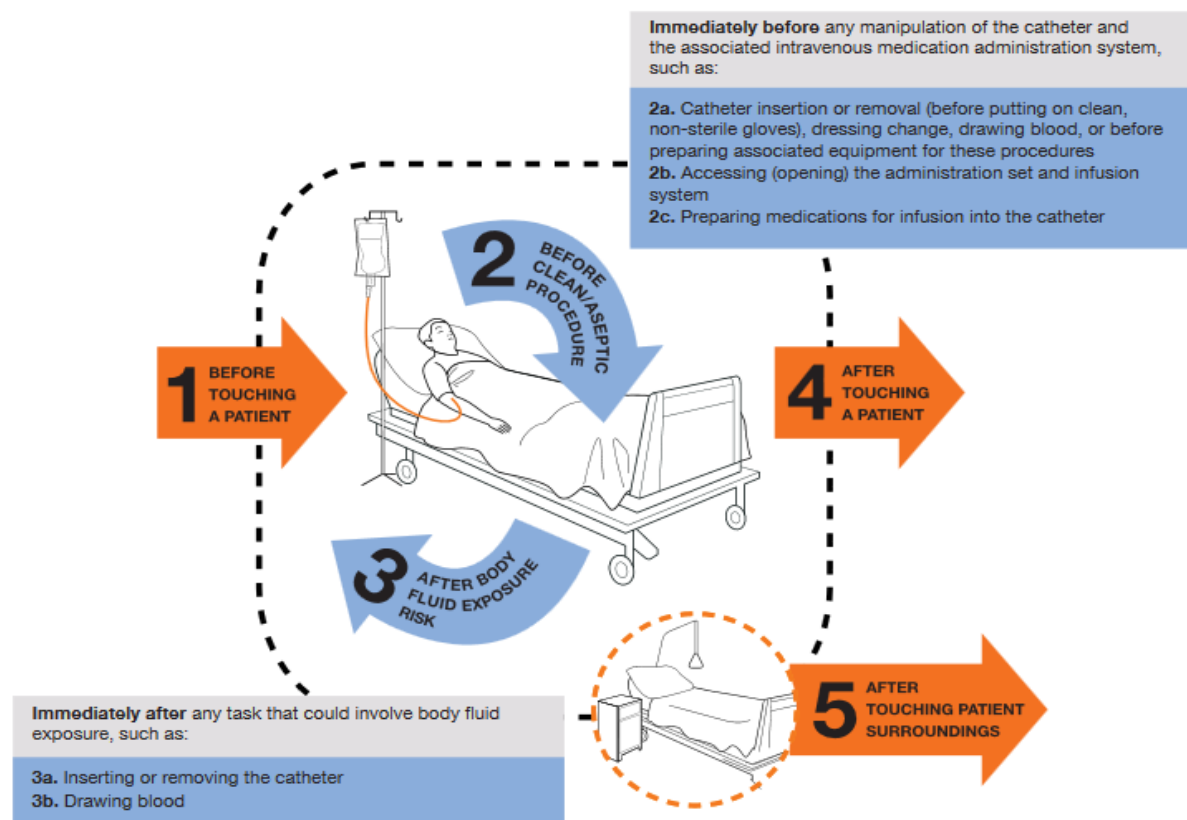 Immediately before any manipulation of the catheter and
the associated intravenous medication administration system,
such as:
2a. Catheter insertion or removal (before putting on clean,
non-sterile gloves), dressing change, drawing blood, or before
preparing associated equipment for these procedures
2b. Accessing (opening) the administration set and infusion
system
2c. Preparing medications for infusion into the catheter
1 BEFORE
TOUCHING
A PATIENT
2 BEFORE
CLEAN/ASEPTIC
PROCEDURE
3 AFTER BODY
FLUID EXPOSURE
RISK
4 AFTER
TOUCHING
A PATIENT
5 AFTER
TOUCHING PATIENT
SURROUNDINGS
Immediately after any task that could involve body fluid
exposure, such as:
3a. Inserting or removing the catheter
3b. Drawing blood